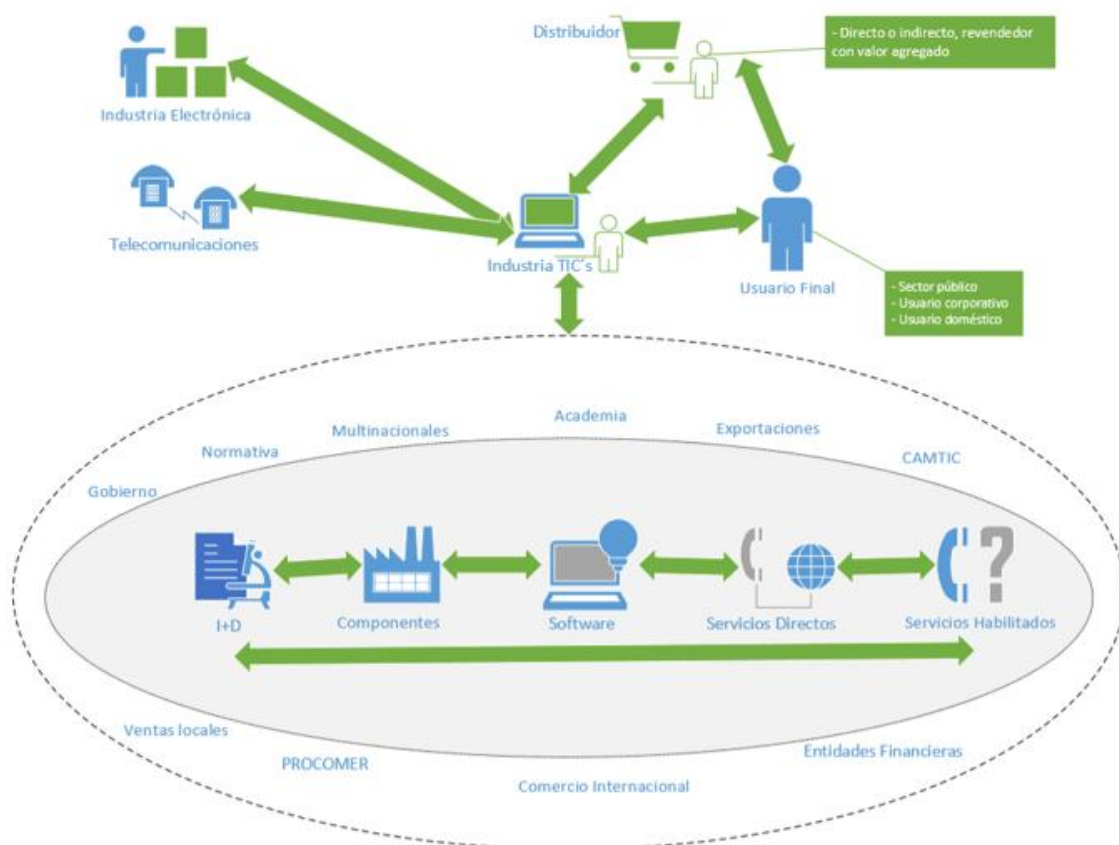 Distribuidor
- Directo o indirecto, revendedor
con valor agregado
Industria Electrónica
Telecomunicaciones
Industria TIC´s
Usuario Final
- Sector público
- Usuario corporativo
- Usuario doméstico
Academia
Multinacionales
Exportaciones
Normativa
CAMTIC
Gobierno
I+D
Componentes
Software
Servicios Directos
Servicios Habilitados
Ventas locales
PROCOMER
Comercio Internacional
Entidades Financieras